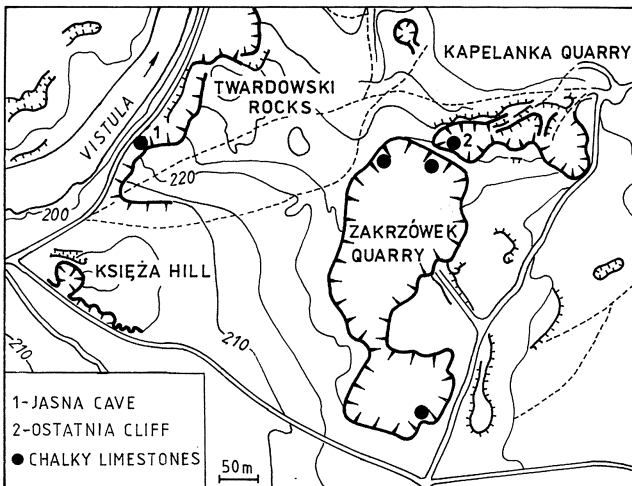 KAPELANKA QUARRY
TWARDOWSKI
ROCKS
VISTULA
1
2
220
200
ZAKRZÓWEK
QUARRY
KSIĘŻA HILL
210
210
1-JASNA CAVE
2-OSTATNIA CLIFF
CHALKY LIMESTONES
50m